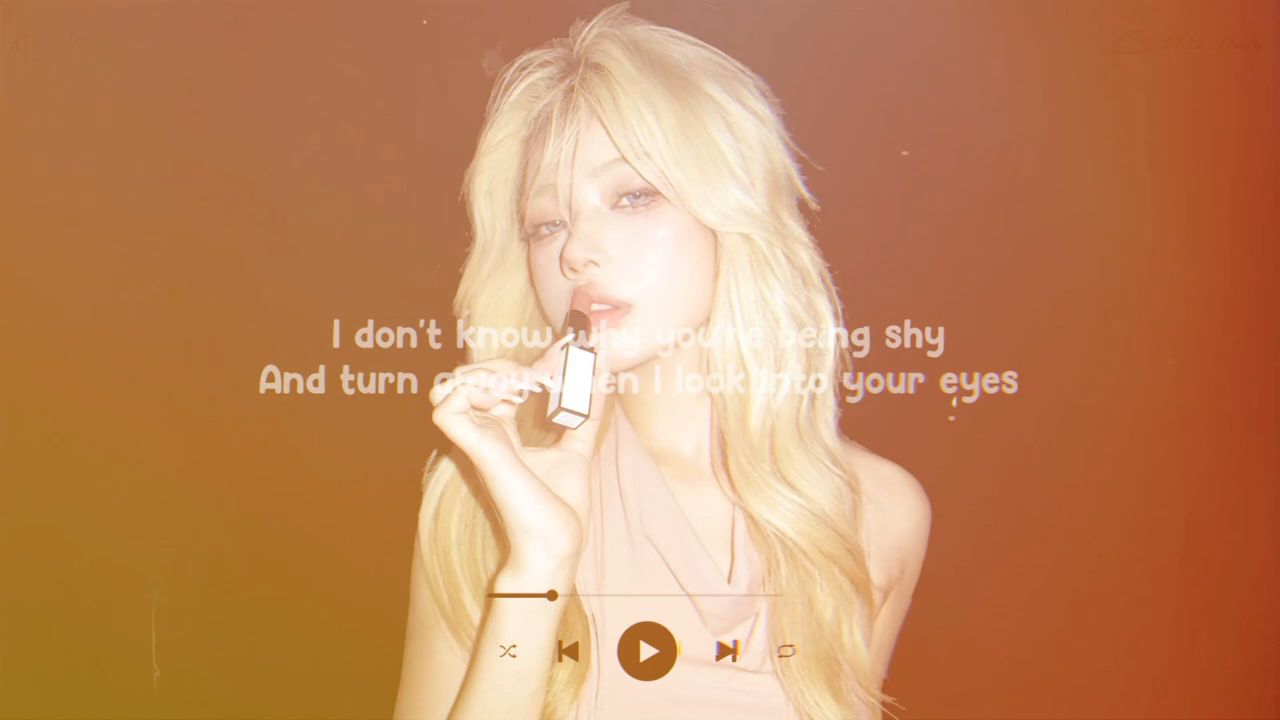 I don't know why you're being shy
And turn away when I look into your eyes